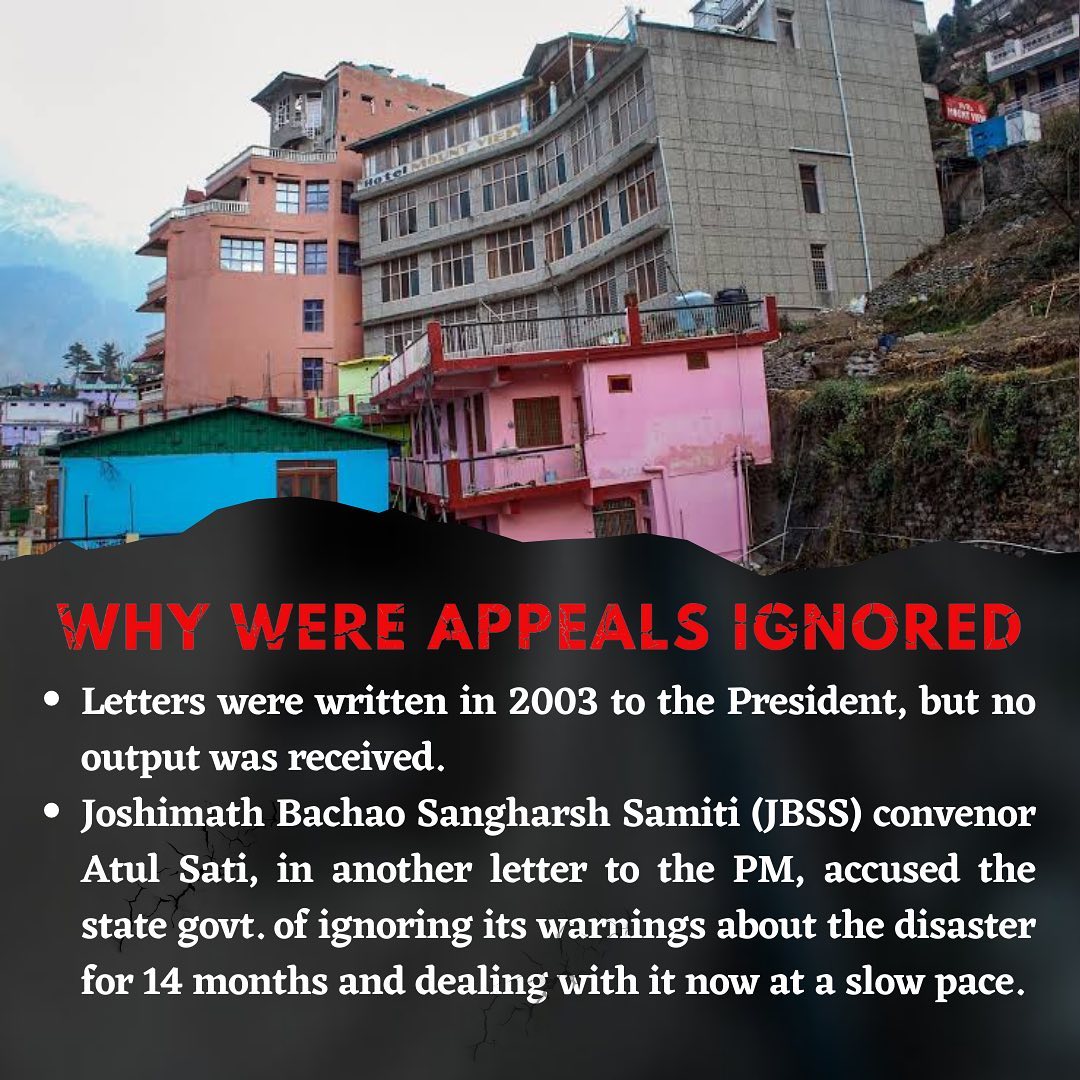 Hotel MOUNT VIEW
MOUNT VIEW
WHY WERE APPEALS IGNORED
• Letters were written in 2003 to the President, but no
output was received.
• Joshimath Bachao Sangharsh Samiti (JBSS) convenor
Atul Sati, in another letter to the PM, accused the
state govt. of ignoring its warnings about the disaster
for 14 months and dealing with it now at a slow pace.